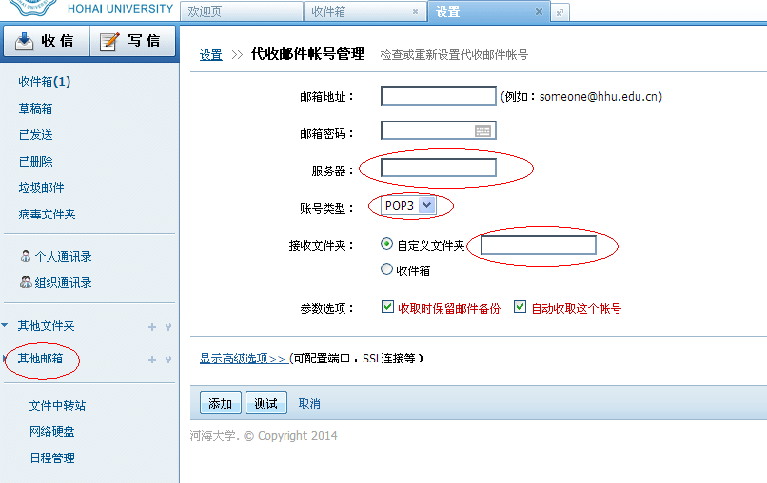 HOHAI UNIVERSITY
欢迎页
收件箱
设置
收信
写信
收件箱(1)
草稿箱
已发送
已删除
垃圾邮件
病毒文件夹
个人通讯录
组织通讯录
其他文件夹
其他邮箱
文件中转站
网络硬盘
日程管理
设置 >> 代收邮件帐号管理 检查或重新设置代收邮件帐号
邮箱地址： (例如：someone@hhu.edu.cn)
邮箱密码：
服务器：
账号类型： POP3
接收文件夹： 自定义文件夹
收件箱
参数选项： 收取时保留邮件备份 自动收取这个帐号
显示高级选项>> (可配置端口，SSL连接等)
添加 测试 取消
河海大学. © Copyright 2014